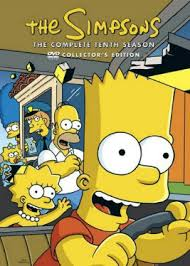 the SIMPSONS
THE COMPLETE TENTH SEASON
DVD COLLECTOR'S EDITION